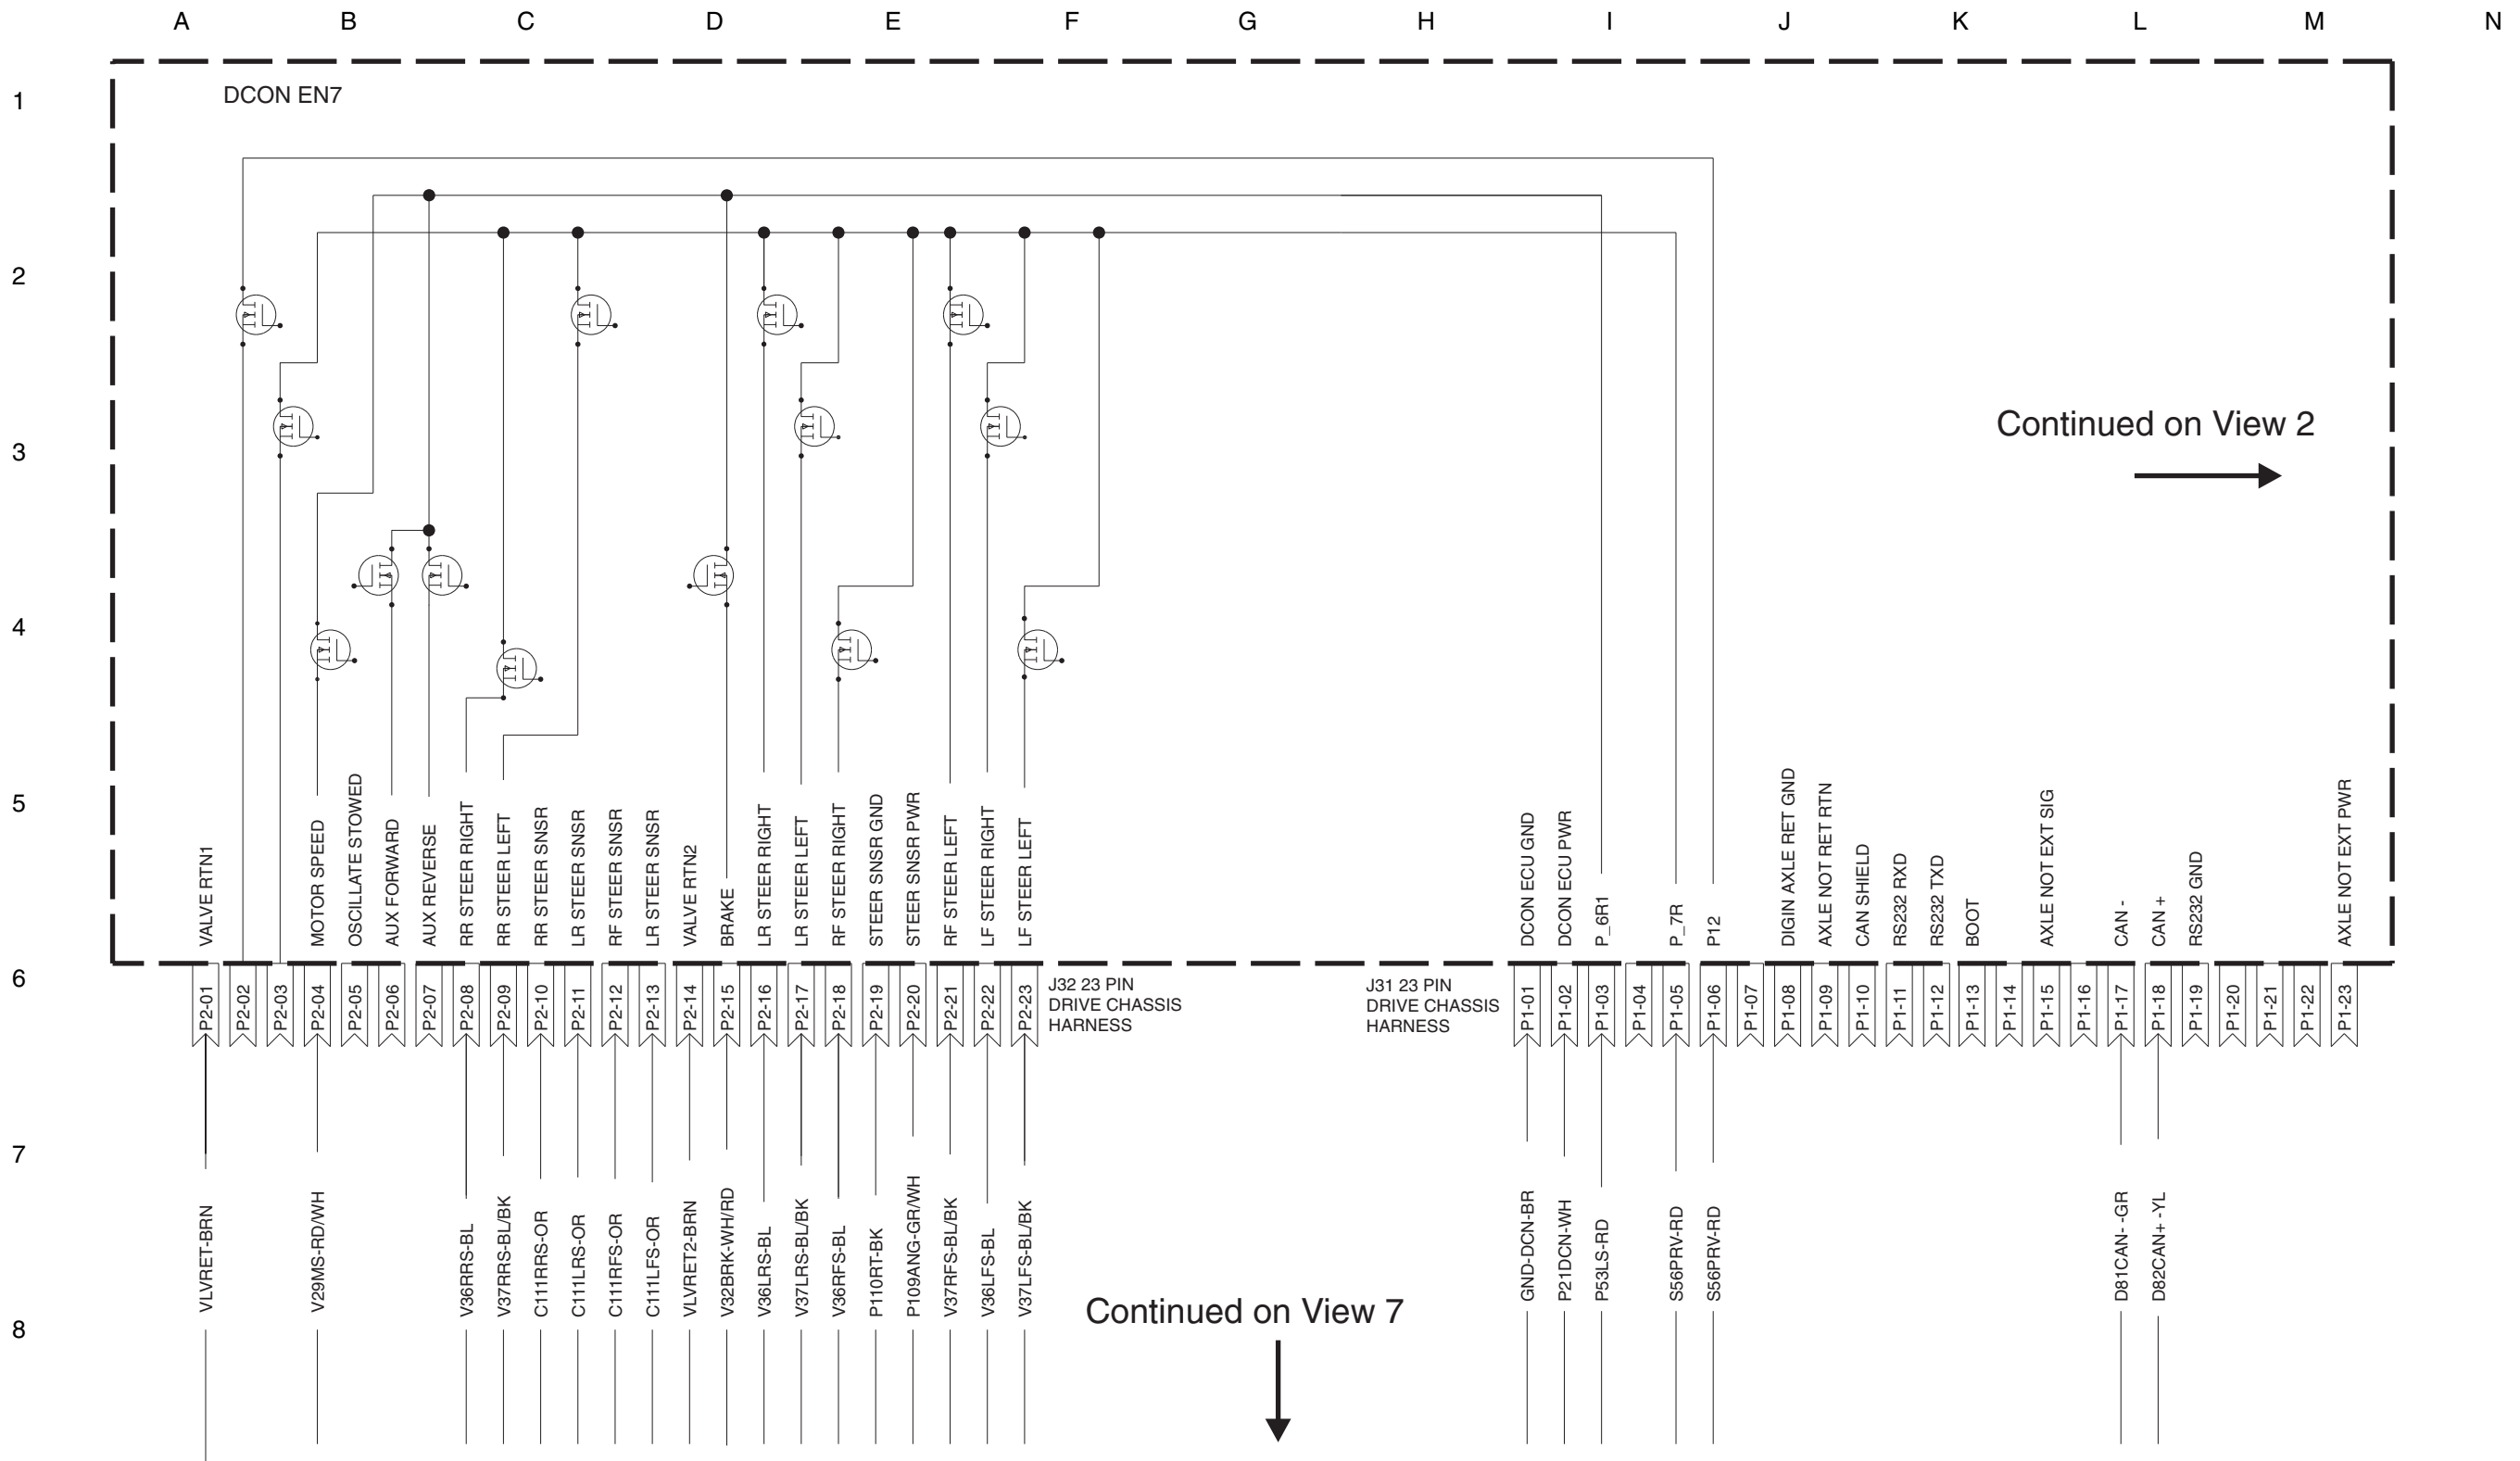 A B C D E F G H I J K L M N
1
DCON EN7
2
3
Continued on View 2
4
5
VALVE RTN1
MOTOR SPEED
OSCILLATE STOWED
AUX FORWARD
AUX REVERSE
RR STEER RIGHT
RR STEER LEFT
RR STEER SNSR
LR STEER SNSR
RF STEER SNSR
LR STEER SNSR
VALVE RTN2
BRAKE
LR STEER RIGHT
LR STEER LEFT
RF STEER RIGHT
STEER SNSR GND
STEER SNSR PWR
RF STEER LEFT
LF STEER RIGHT
LF STEER LEFT
DCON ECU GND
DCON ECU PWR
P_6R1
P_7R
P12
DIGIN AXLE RET GND
AXLE NOT RET RTN
CAN SHIELD
RS232 RXD
RS232 TXD
BOOT
AXLE NOT EXT SIG
CAN -
CAN +
RS232 GND
AXLE NOT EXT PWR
6
P2-01
P2-02
P2-03
P2-04
P2-05
P2-06
P2-07
P2-08
P2-09
P2-10
P2-11
P2-12
P2-13
P2-14
P2-15
P2-16
P2-17
P2-18
P2-19
P2-20
P2-21
P2-22
P2-23
J32 23 PIN
DRIVE CHASSIS
HARNESS
J31 23 PIN
DRIVE CHASSIS
HARNESS
P1-01
P1-02
P1-03
P1-04
P1-05
P1-06
P1-07
P1-08
P1-09
P1-10
P1-11
P1-12
P1-13
P1-14
P1-15
P1-16
P1-17
P1-18
P1-19
P1-20
P1-21
P1-22
P1-23
7
VLVRET-BRN
V29MS-RD/WH
V36RRS-BL
V37RRS-BL/BK
C111RRS-OR
C111LRS-OR
C111RFS-OR
C111LFS-OR
VLVRET2-BRN
V32BRK-WH/RD
V36LRS-BL
V37LRS-BL/BK
V36RFS-BL
P110RT-BK
P109ANG-GR/WH
V37RFS-BL/BK
V36LFS-BL
V37LFS-BL/BK
GND-DCN-BR
P21DCN-WH
P53LS-RD
S56PRV-RD
S56PRV-RD
D81CAN- -GR
D82CAN+ -YL
8
Continued on View 7